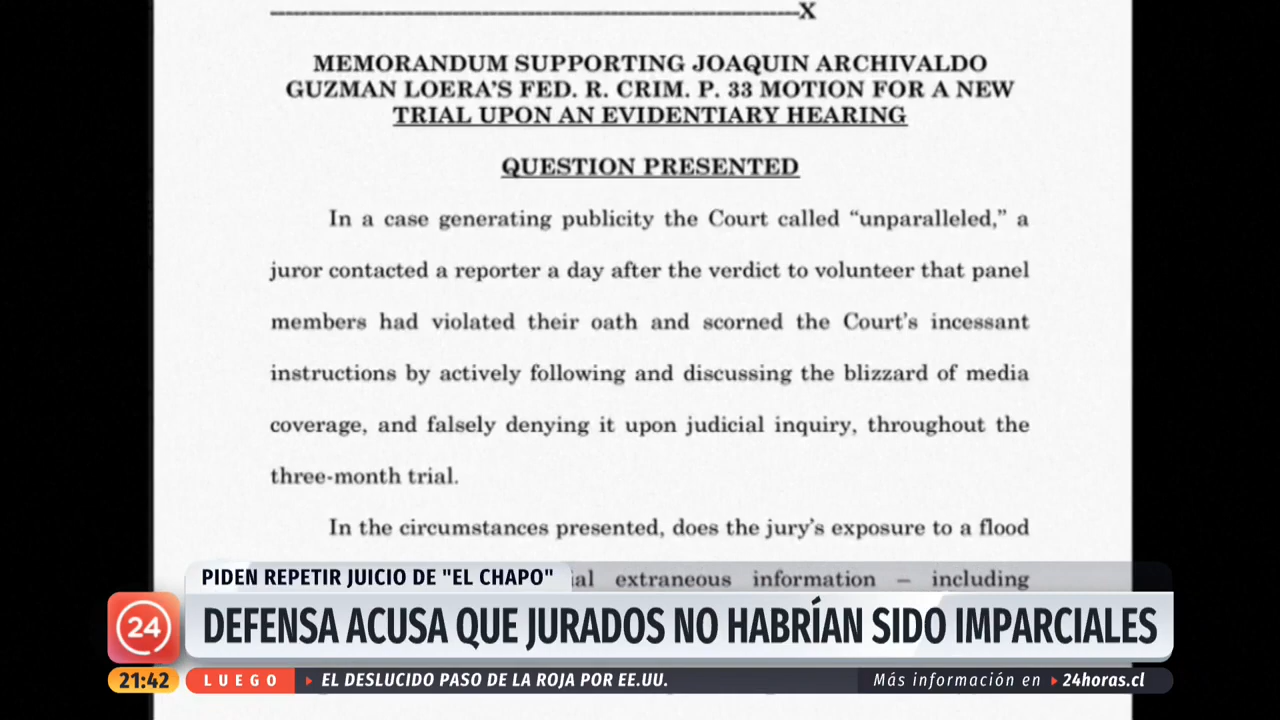 X
MEMORANDUM SUPPORTING JOAQUIN ARCHIVALDO
GUZMAN LOERA'S FED. R. CRIM. P. 33 MOTION FOR A NEW
TRIAL UPON AN EVIDENTIARY HEARING
QUESTION PRESENTED
In a case generating publicity the Court called “unparalleled,” a
juror contacted a reporter a day after the verdict to volunteer that panel
members had violated their oath and scorned the Court’s incessant
instructions by actively following and discussing the blizzard of media
coverage, and falsely denying it upon judicial inquiry, throughout the
three-month trial.
In the circumstances presented, does the jury’s exposure to a flood
extraneous information – including
PIDEN REPETIR JUICIO DE "EL CHAPO"
24
DEFENSA ACUSA QUE JURADOS NO HABRÍAN SIDO IMPARCIALES
21:42
LUEGO
EL DESLUCIDO PASO DE LA ROJA POR EE.UU.
Más información en 24horas.cl